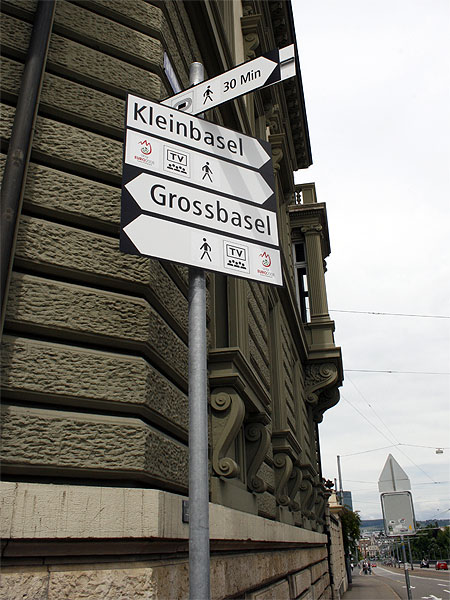 30 Min
Kleinbasel
TV
Grossbasel
TV